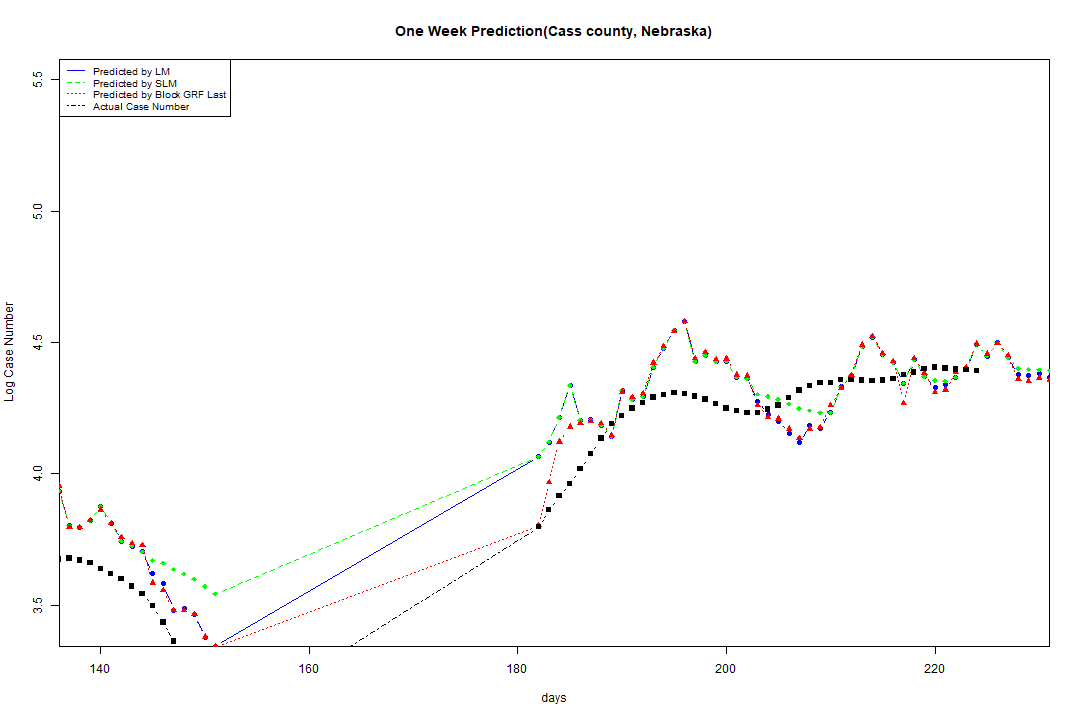 One Week Prediction(Cass county, Nebraska)
Predicted by LM
Predicted by SLM
Predicted by Block GRF Last
Actual Case Number
5.5
5.0
4.5
4.0
3.5
Log Case Number
140 160 180 200 220
days